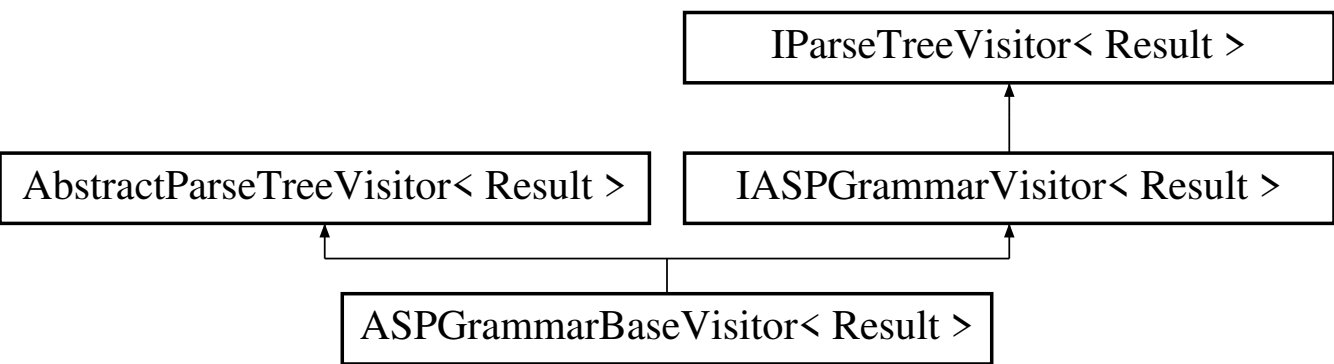 IParseTreeVisitor< Result >
AbstractParseTreeVisitor< Result >
IASPGrammarVisitor< Result >
ASPGrammarBaseVisitor< Result >